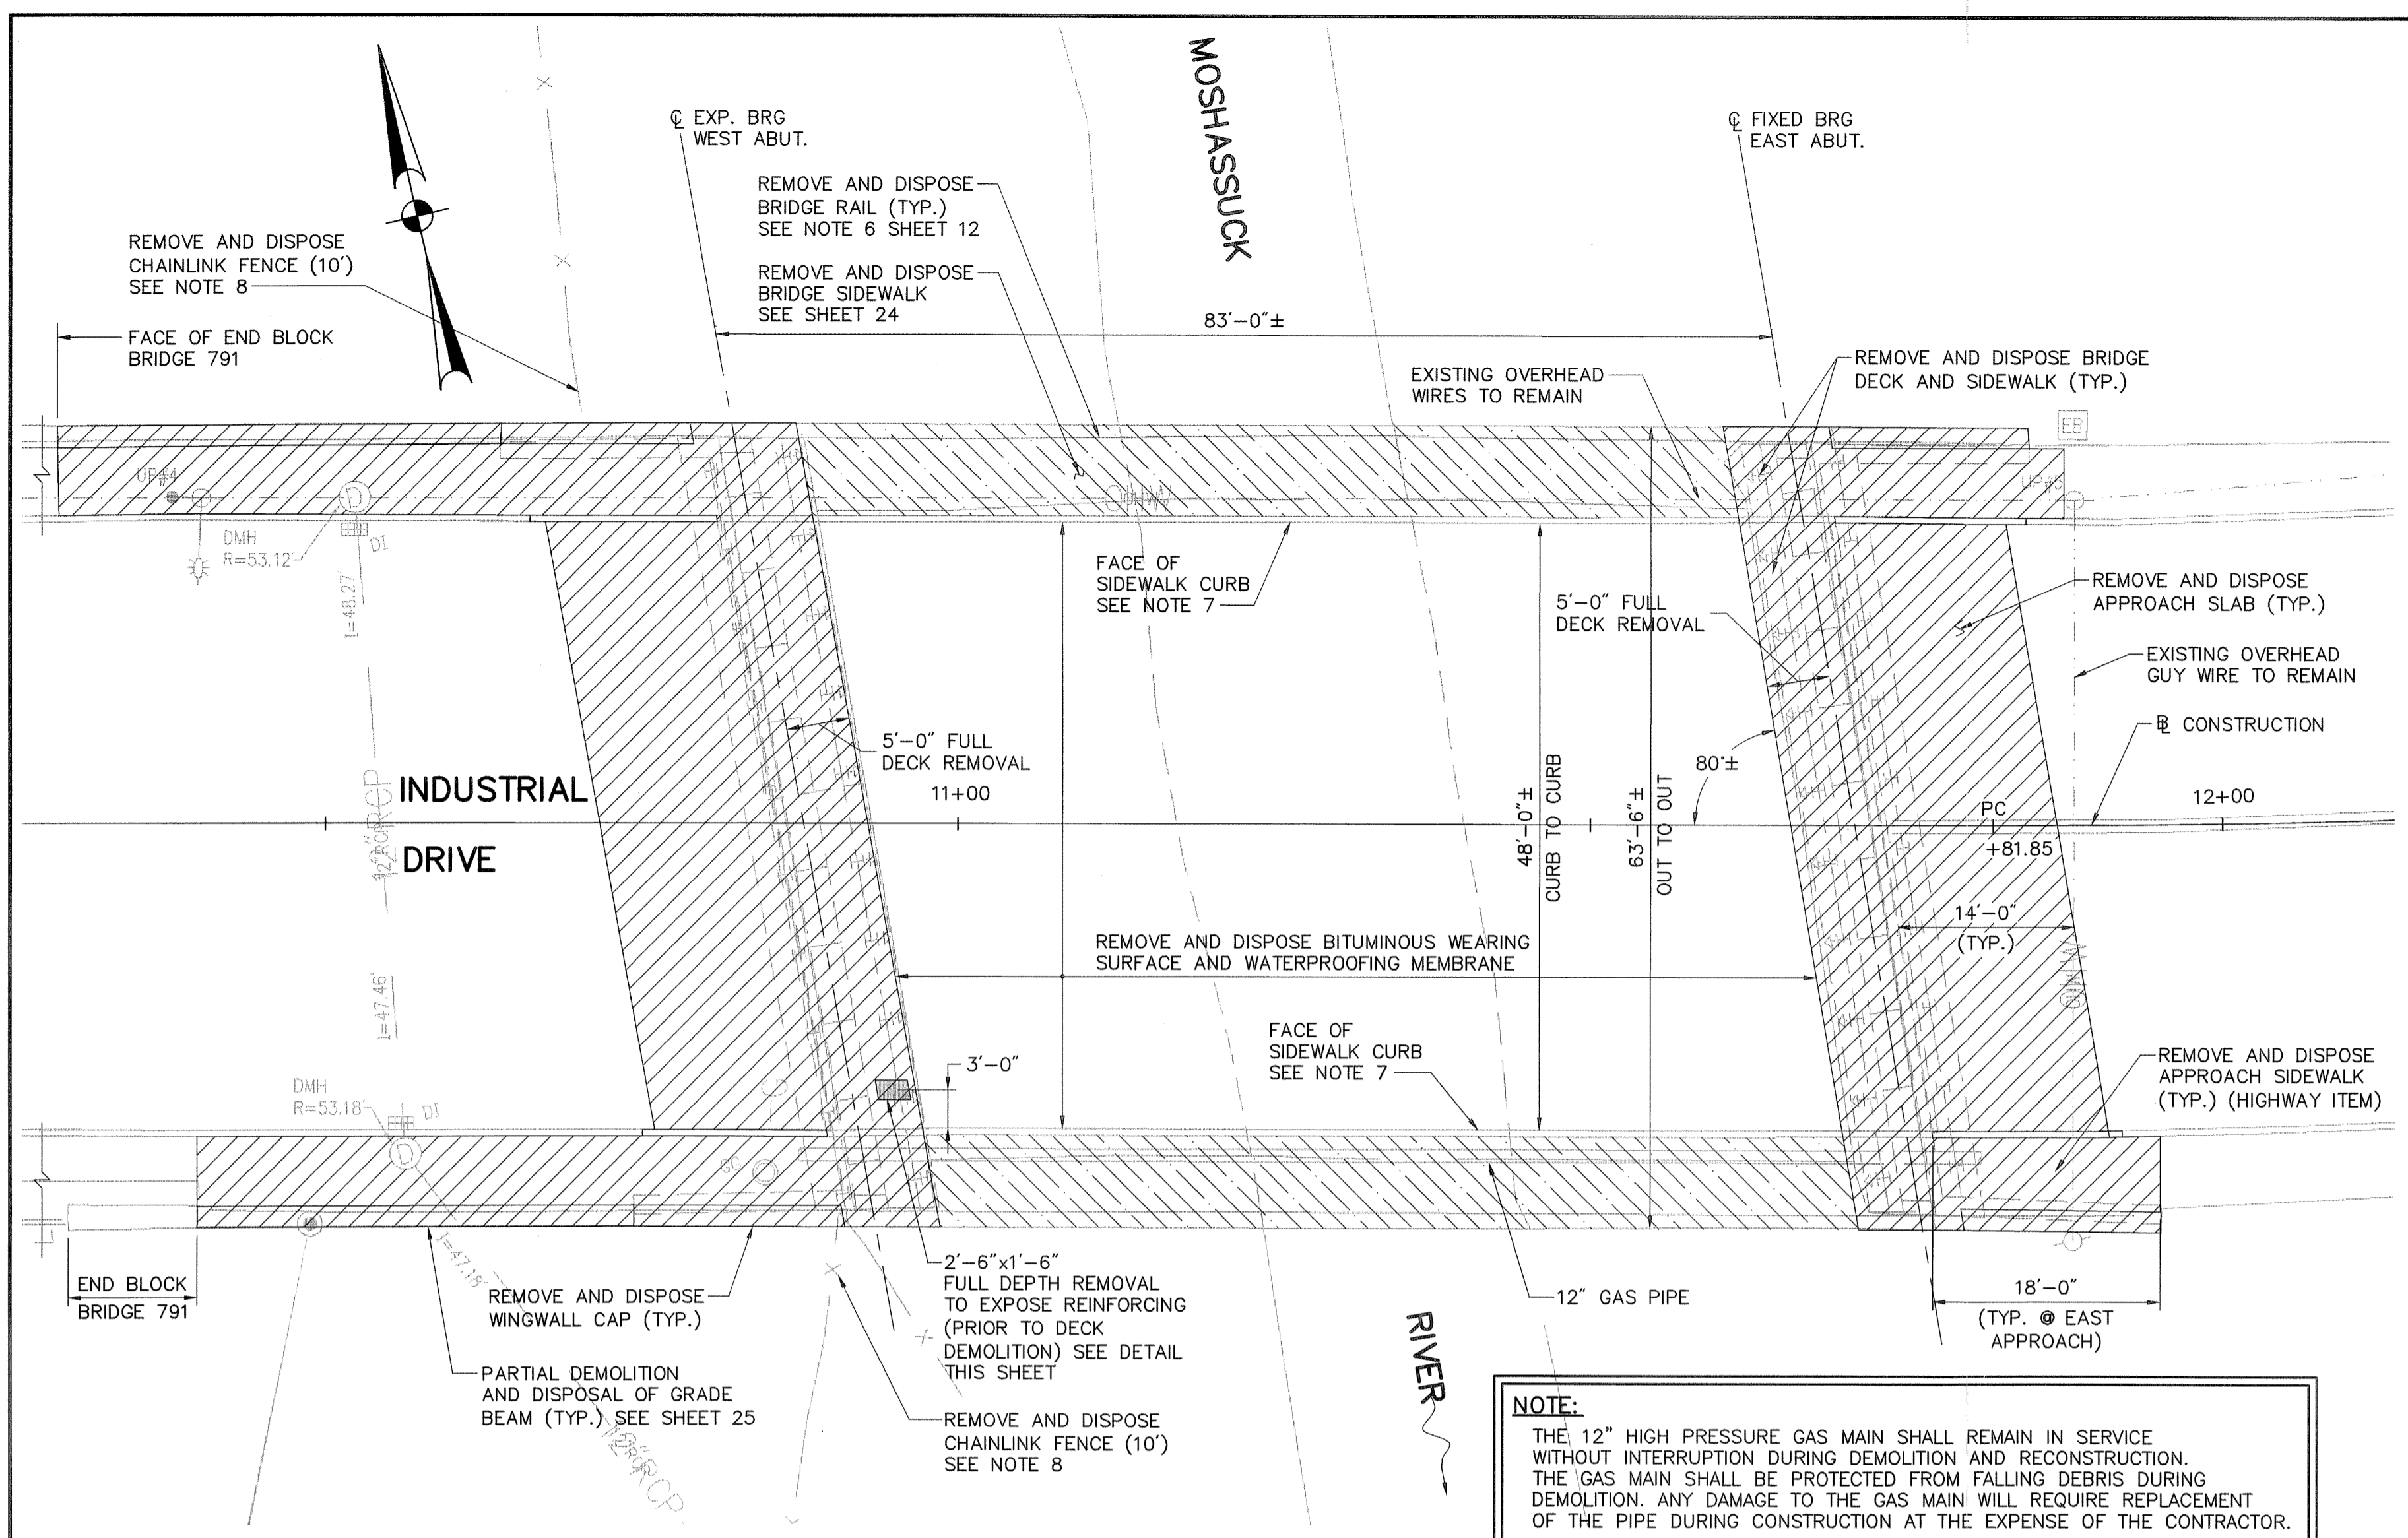 MOSHASSUCK
℄ EXP. BRG
WEST ABUT.
℄ FIXED BRG
EAST ABUT.
REMOVE AND DISPOSE
BRIDGE RAIL (TYP.)
SEE NOTE 6 SHEET 12
REMOVE AND DISPOSE
CHAINLINK FENCE (10')
SEE NOTE 8
REMOVE AND DISPOSE
BRIDGE SIDEWALK
SEE SHEET 24
83'-0"±
FACE OF END BLOCK
BRIDGE 791
EXISTING OVERHEAD
WIRES TO REMAIN
REMOVE AND DISPOSE BRIDGE
DECK AND SIDEWALK (TYP.)
EB
UP#4
D
UP#5
DMH
R=53.12'
DI
I=48.27'
FACE OF
SIDEWALK CURB
SEE NOTE 7
5'-0" FULL
DECK REMOVAL
REMOVE AND DISPOSE
APPROACH SLAB (TYP.)
EXISTING OVERHEAD
GUY WIRE TO REMAIN
5'-0" FULL
DECK REMOVAL
80°±
CONSTRUCTION
INDUSTRIAL
DRIVE
12"RCP
12"RCP
11+00
12+00
PC
+81.85
48'-0"±
CURB TO CURB
63'-6"±
OUT TO OUT
14'-0"
(TYP.)
REMOVE AND DISPOSE BITUMINOUS WEARING
SURFACE AND WATERPROOFING MEMBRANE
I=47.46'
3'-0"
FACE OF
SIDEWALK CURB
SEE NOTE 7
REMOVE AND DISPOSE
APPROACH SIDEWALK
(TYP.) (HIGHWAY ITEM)
DMH
R=53.18'
DI
D
GG
I=47.18'
END BLOCK
BRIDGE 791
REMOVE AND DISPOSE
WINGWALL CAP (TYP.)
2'-6"x1'-6"
FULL DEPTH REMOVAL
TO EXPOSE REINFORCING
(PRIOR TO DECK
DEMOLITION) SEE DETAIL
THIS SHEET
12" GAS PIPE
18'-0"
(TYP. @ EAST
APPROACH)
RIVER
PARTIAL DEMOLITION
AND DISPOSAL OF GRADE
BEAM (TYP.) SEE SHEET 25
12"RCP
REMOVE AND DISPOSE
CHAINLINK FENCE (10')
SEE NOTE 8
NOTE:
THE 12" HIGH PRESSURE GAS MAIN SHALL REMAIN IN SERVICE
WITHOUT INTERRUPTION DURING DEMOLITION AND RECONSTRUCTION.
THE GAS MAIN SHALL BE PROTECTED FROM FALLING DEBRIS DURING
DEMOLITION. ANY DAMAGE TO THE GAS MAIN WILL REQUIRE REPLACEMENT
OF THE PIPE DURING CONSTRUCTION AT THE EXPENSE OF THE CONTRACTOR.